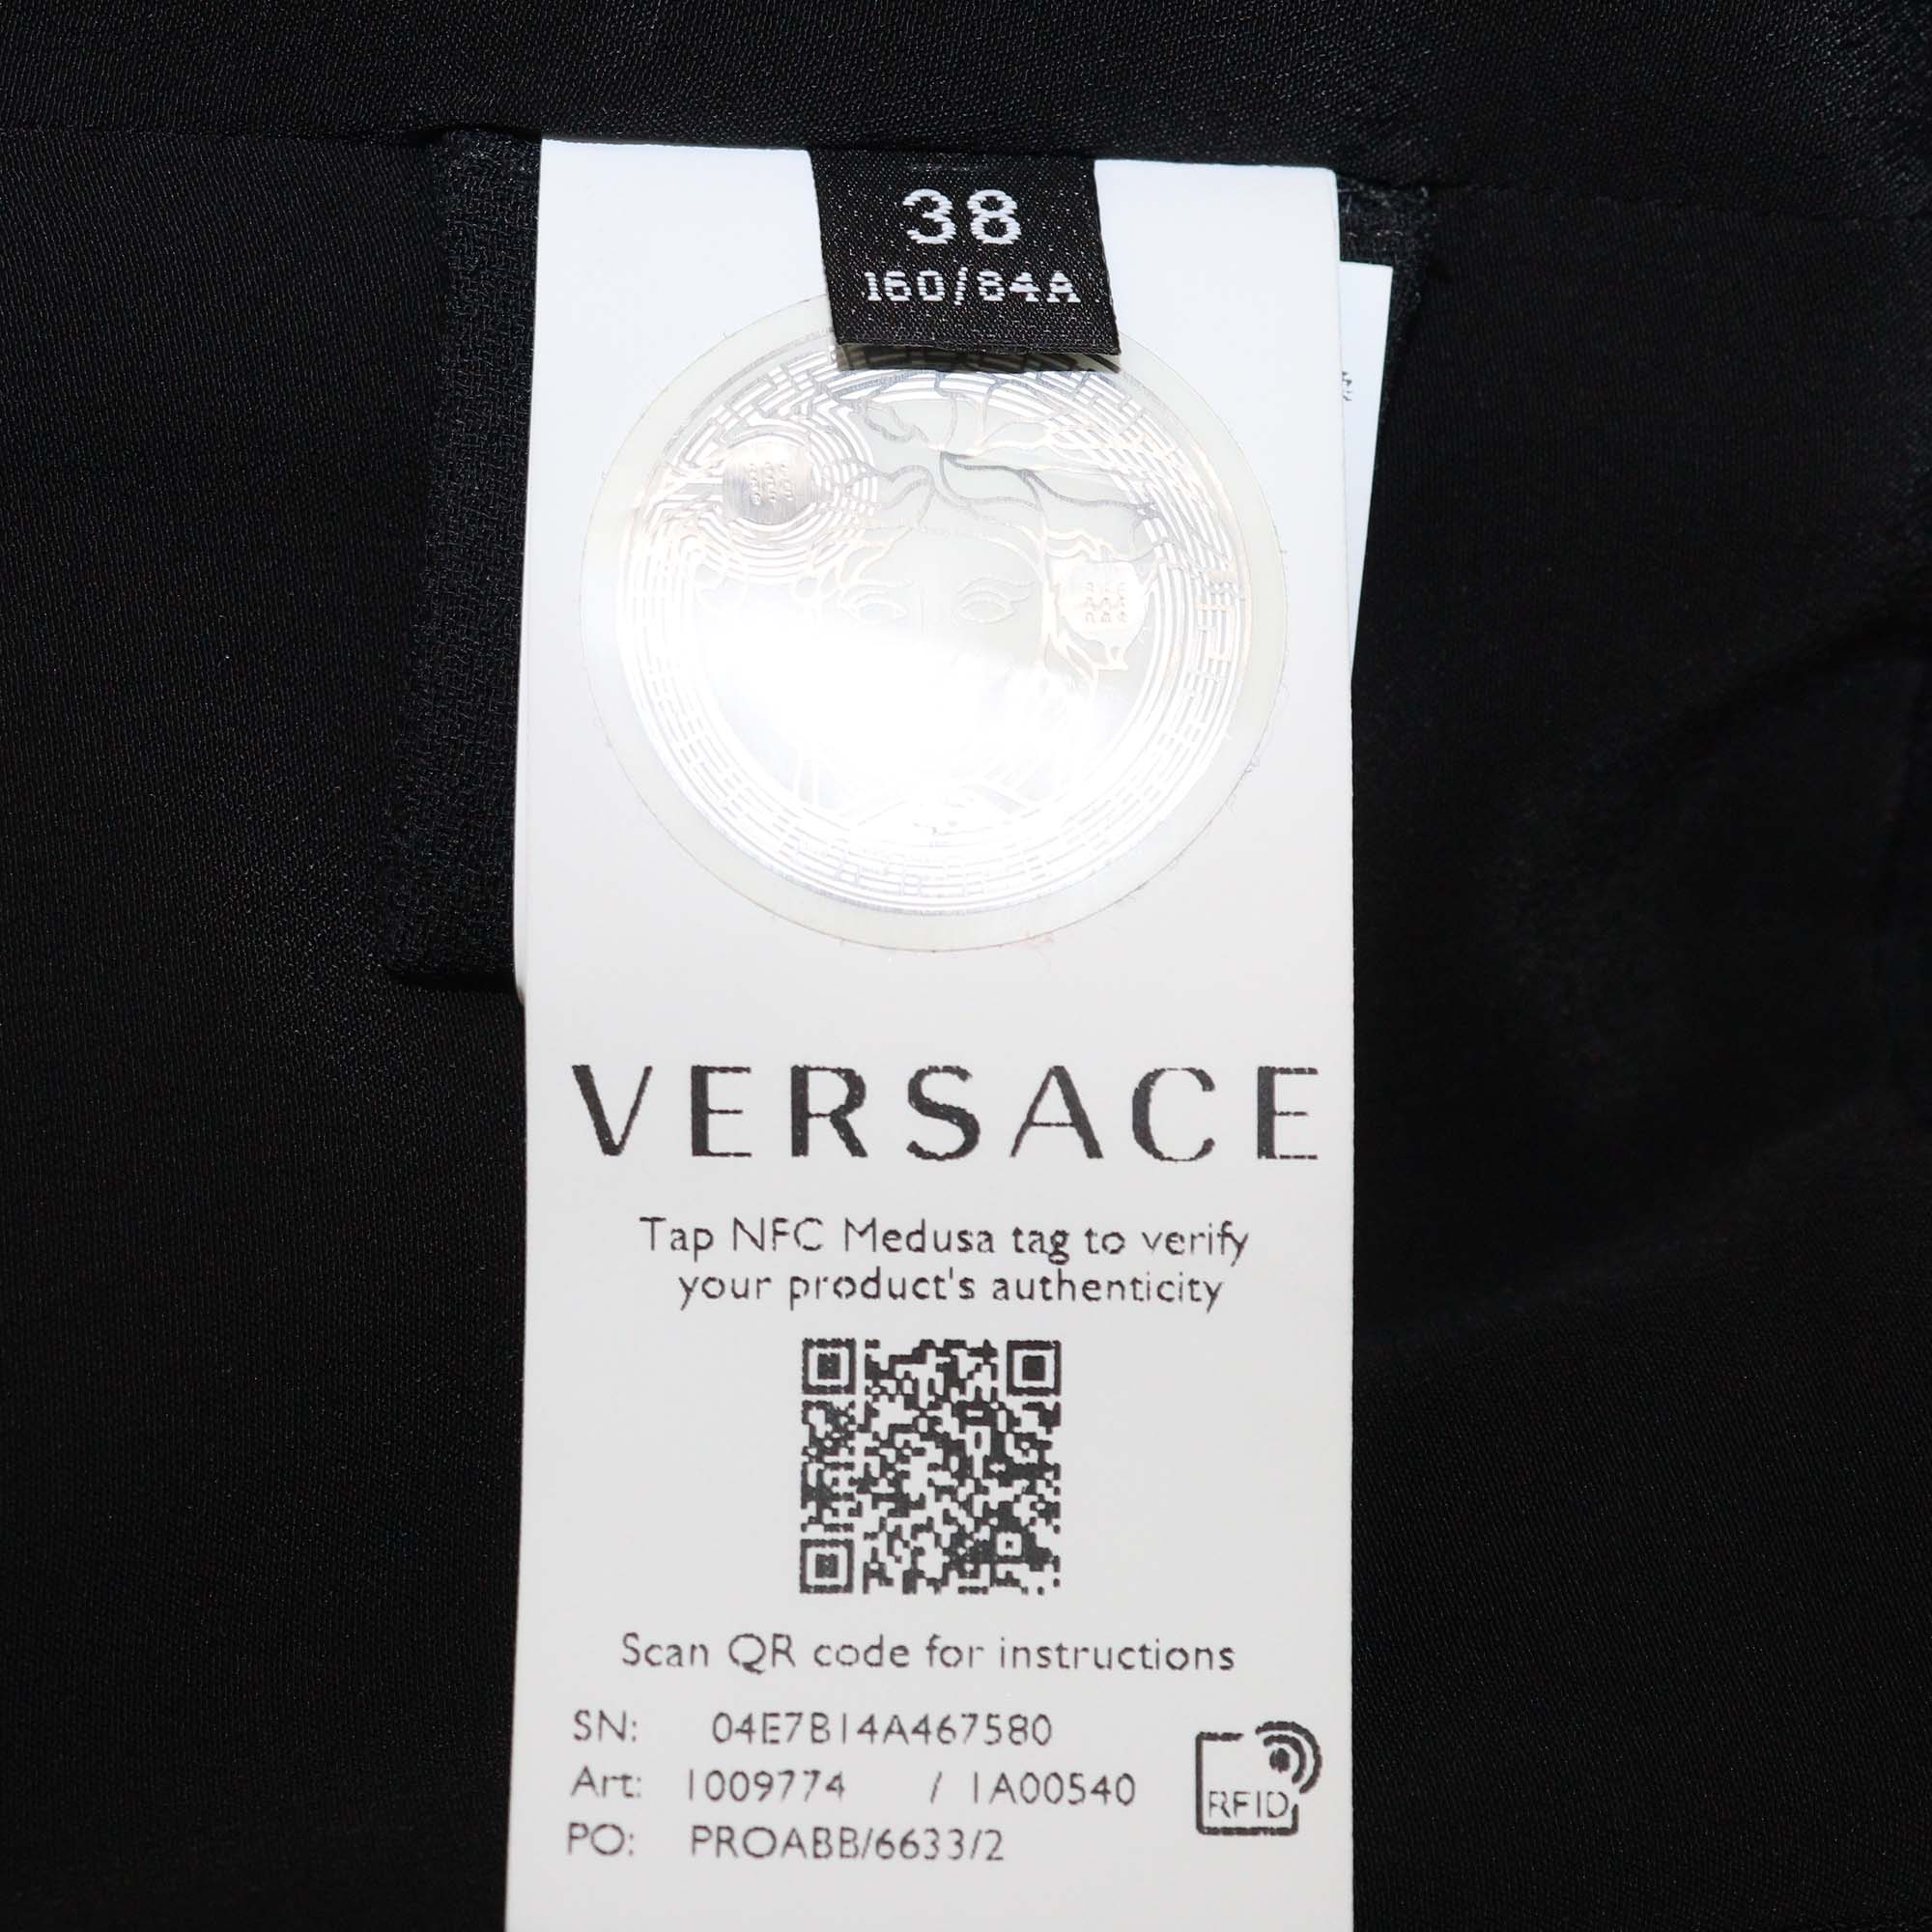 38
160/84A
VERSACE
Tap NFC Medusa tag to verify
your product's authenticity
Scan QR code for instructions
SN: 04E7B14A467580
Art: 1009774 / 1A00540
PO: PROABB/6633/2
RFID